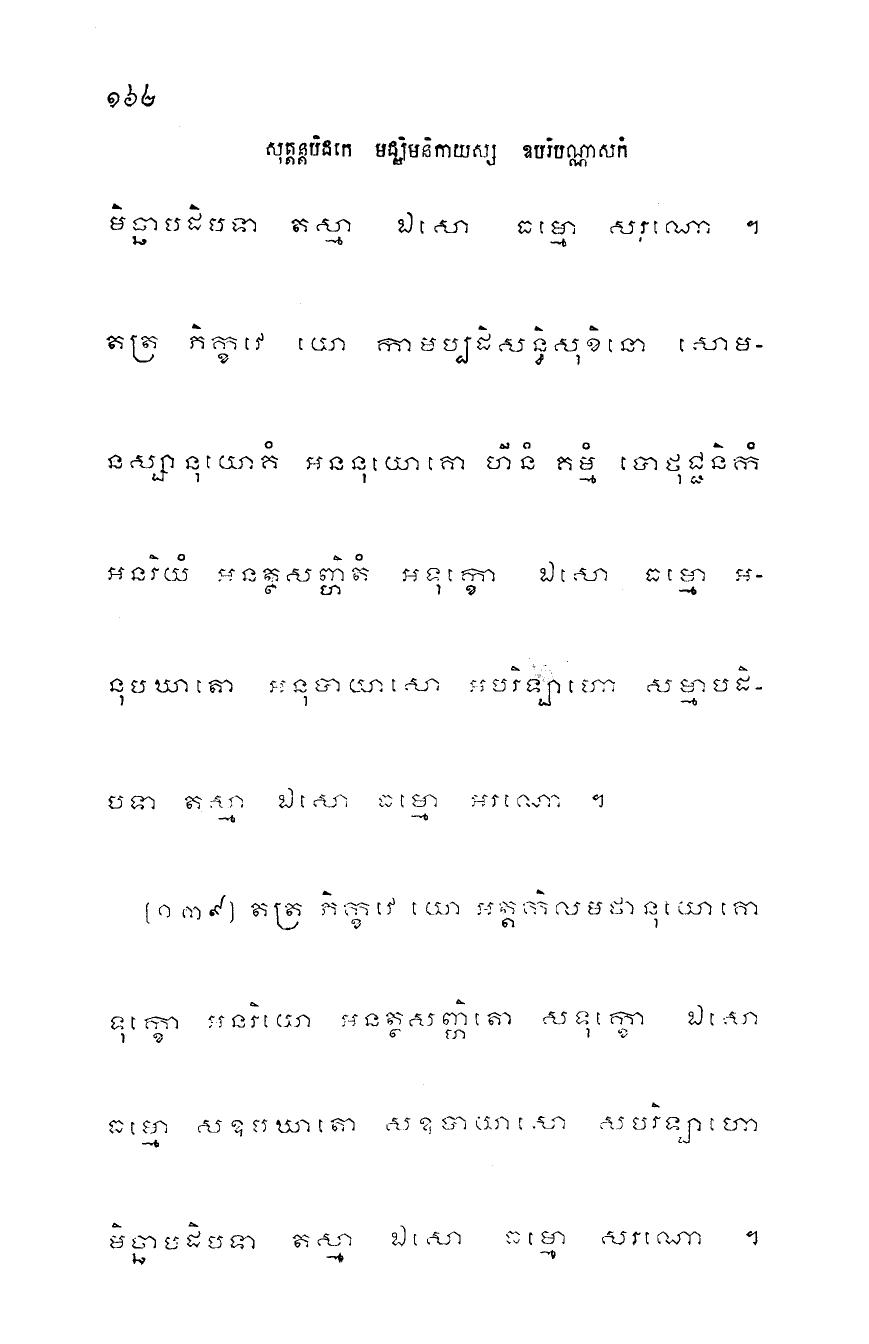 ១៦៤
សុត្តន្តបិដកេ មជ្ឈិមនិកាយស្ស ឧបរិបណ្ណាសកំ
មិច្ឆាបដិបទា តស្មា ឯសោ ធម្មោ សរណោ ។
តត្រ ភិក្ខវេ យោ កាមប្បដិសន្ធិសុខិនោ សោម-
នស្សានុយោគំ អននុយោគោ ហីនំ គម្មំ បោថុជ្ជនិកំ
អនរិយំ អនត្ថសញ្ហិតំ អទុក្ខោ ឯសោ ធម្មោ អ-
នុបឃាតោ អនុបាយាសោ អបរិឡាហោ សម្មាបដិ-
បទា តស្មា ឯសោ ធម្មោ អរណោ ។
[១៣៩] តត្រ ភិក្ខវេ យោ អត្តកិលមថានុយោគោ
ទុក្ខោ អនរិយោ អនត្ថសញ្ហិតោ សទុក្ខោ ឯសោ
ធម្មោ សឧបឃាតោ សឧបាយាសោ សបរិឡាហោ
មិច្ឆាបដិបទា តស្មា ឯសោ ធម្មោ សរណោ ។